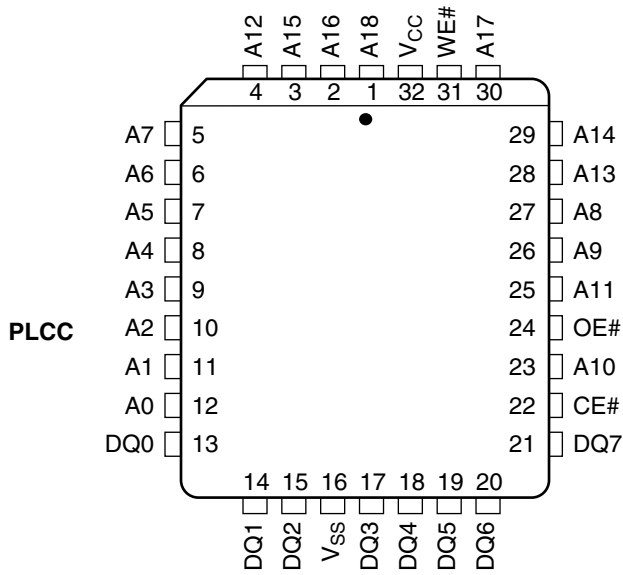 A12 A15 A16 A18 VCC WE# A17
4 3 2 1 32 31 30
A7 5 29 A14
A6 6 28 A13
A5 7 27 A8
A4 8 26 A9
A3 9 25 A11
PLCC A2 10 24 OE#
A1 11 23 A10
A0 12 22 CE#
DQ0 13 21 DQ7
14 15 16 17 18 19 20
DQ1 DQ2 VSS DQ3 DQ4 DQ5 DQ6